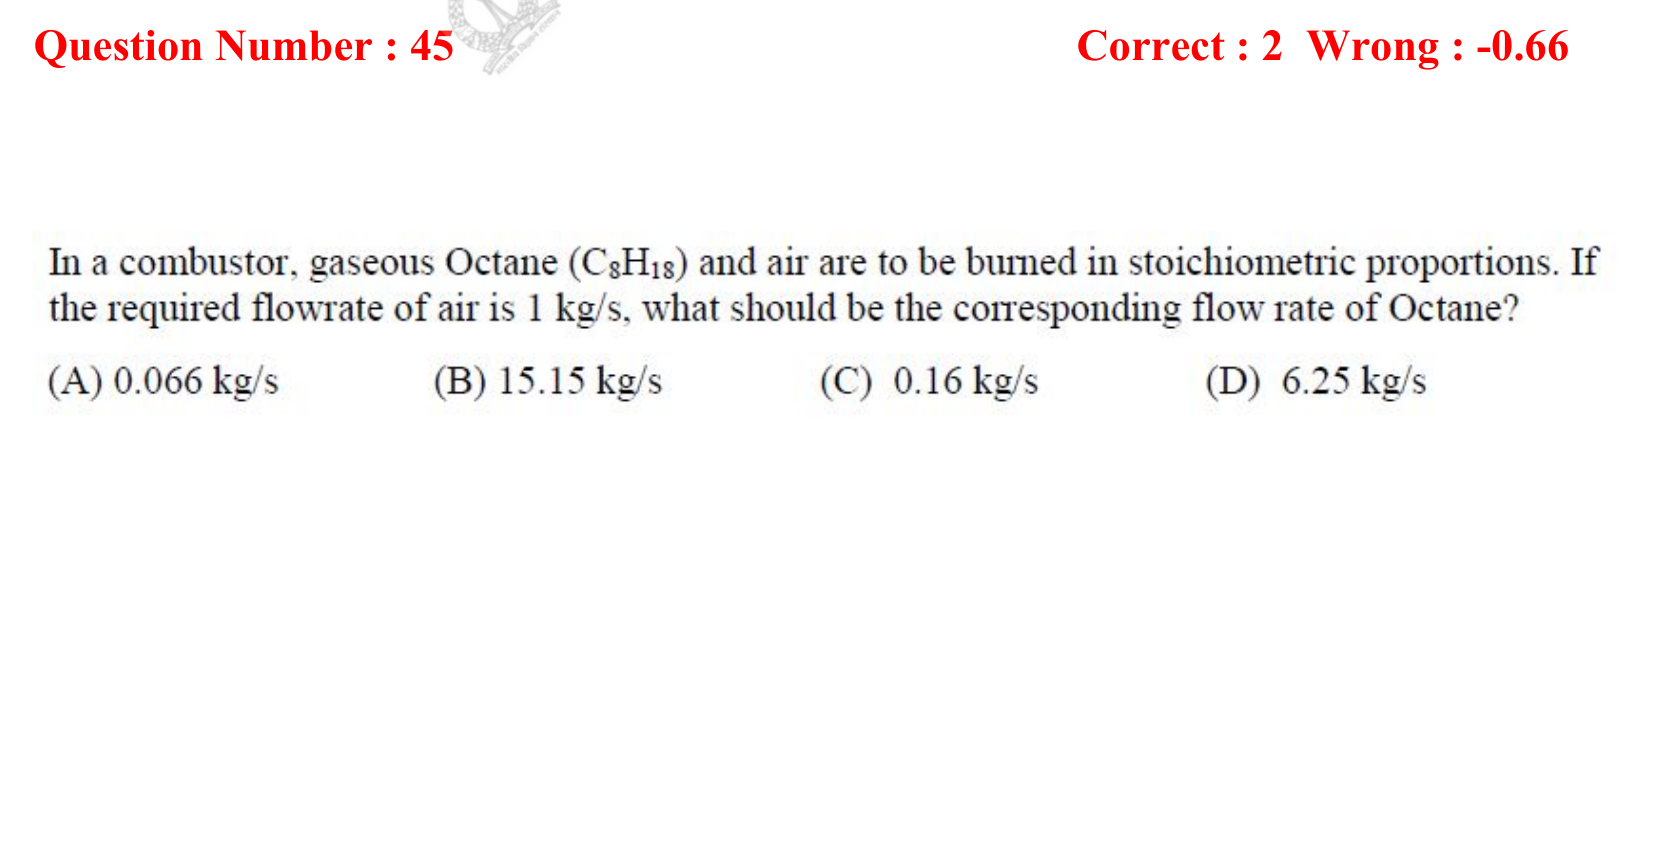 Question Number : 45 Correct : 2 Wrong : -0.66
In a combustor, gaseous Octane (C₈H₁₈) and air are to be burned in stoichiometric proportions. If
the required flowrate of air is 1 kg/s, what should be the corresponding flow rate of Octane?
(A) 0.066 kg/s (B) 15.15 kg/s (C) 0.16 kg/s (D) 6.25 kg/s